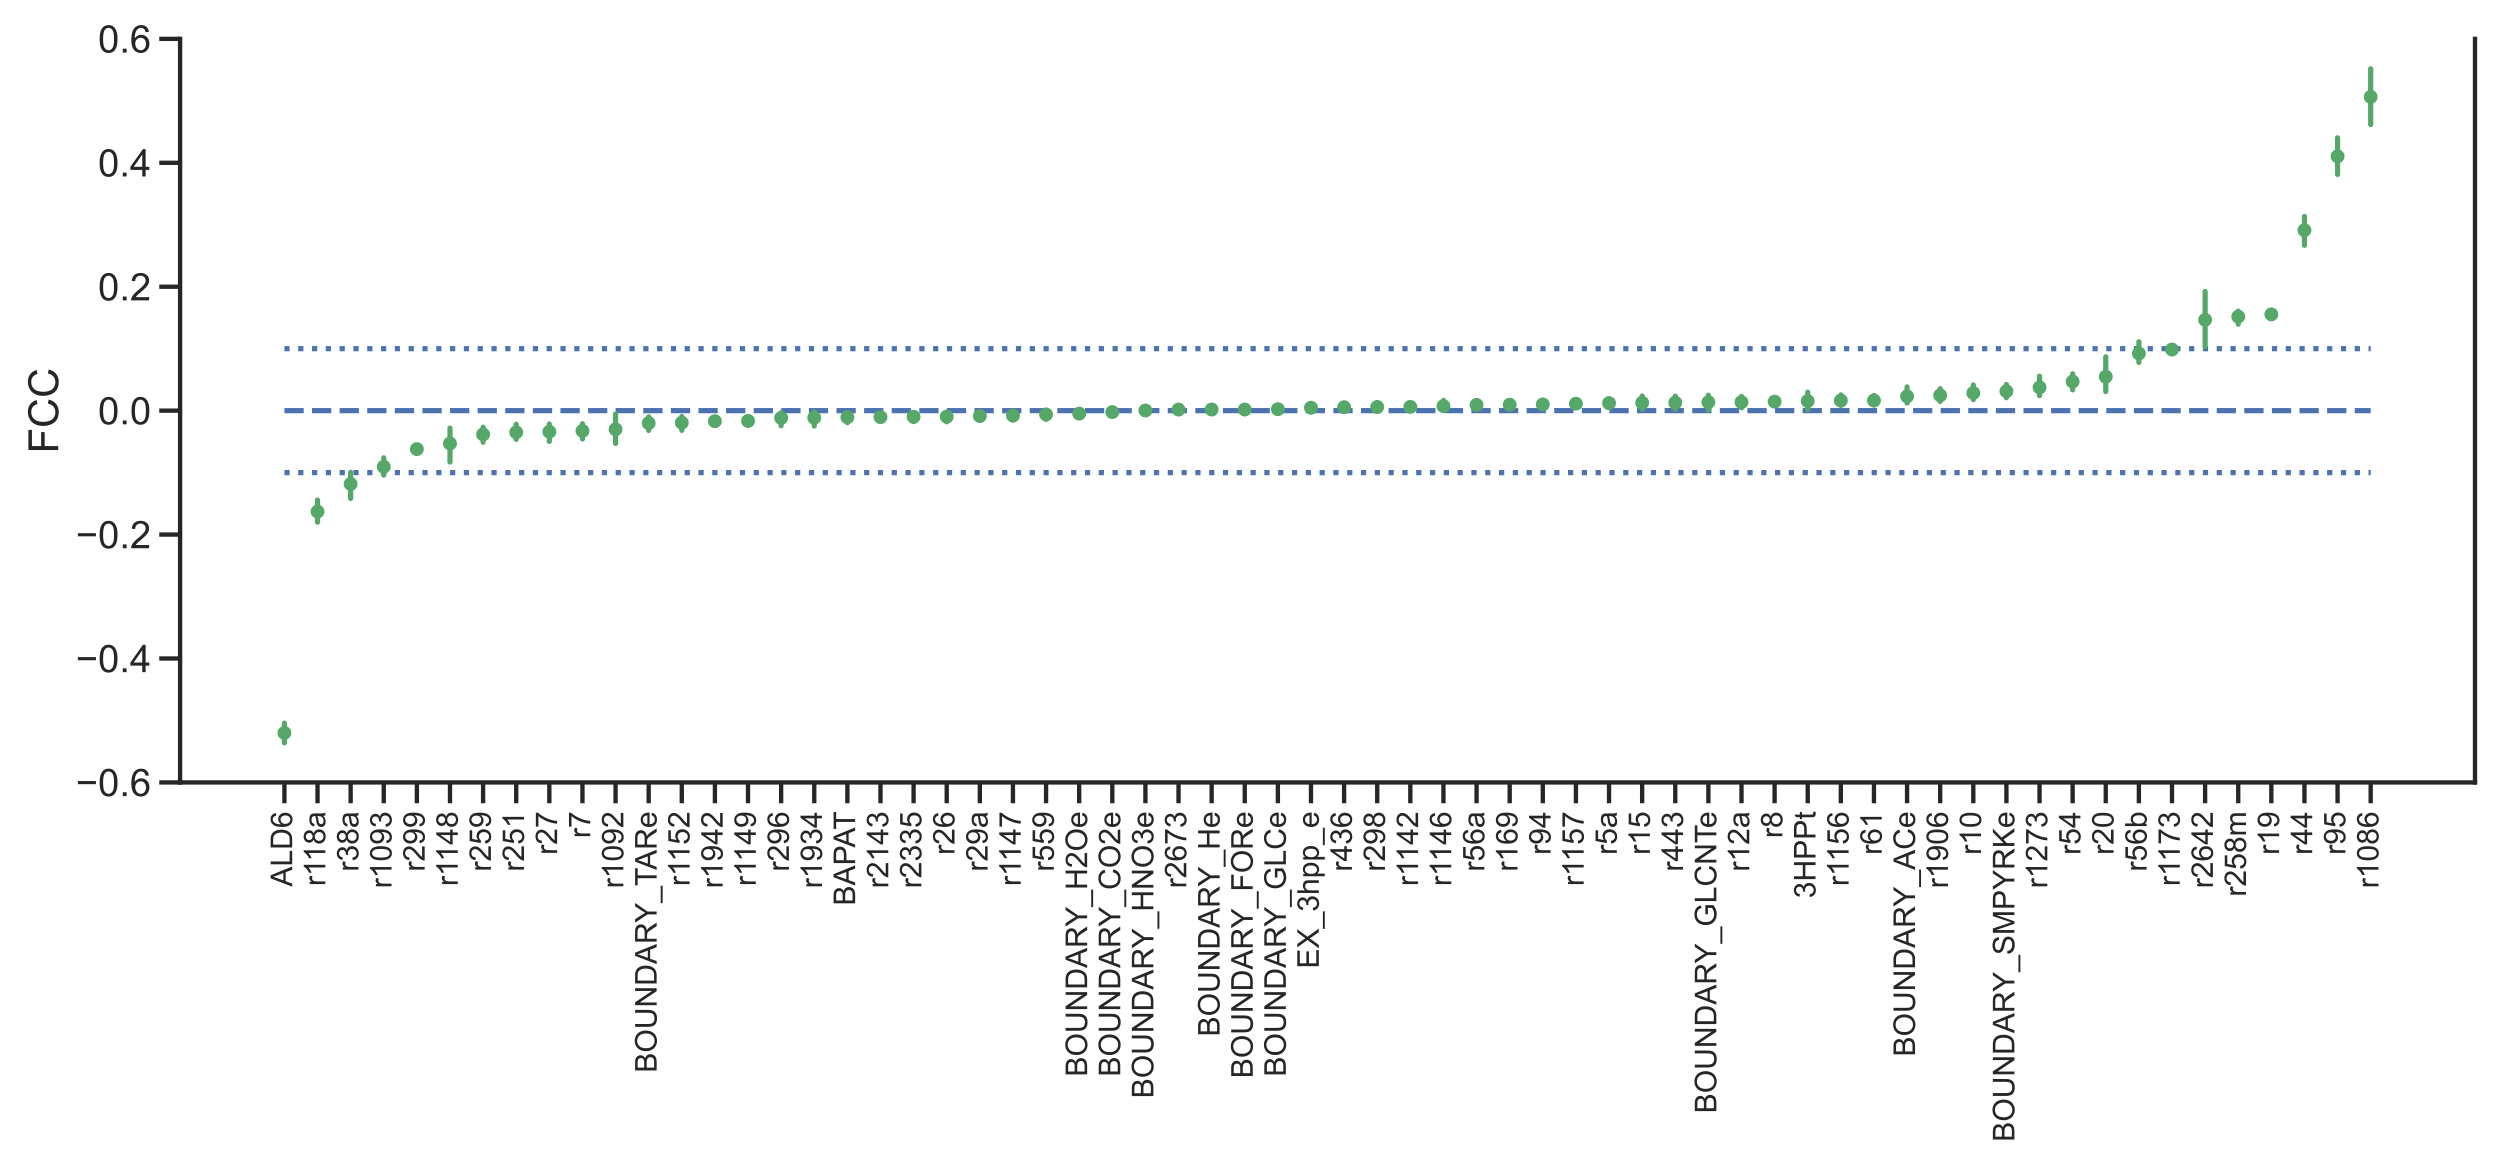 FCC
0.6
0.4
0.2
0.0
−0.2
−0.4
−0.6
ALD6
r118a
r38a
r1093
r299
r1148
r259
r251
r27
r7
r1092
BOUNDARY_TARe
r1152
r1942
r1149
r296
r1934
BAPAT
r2143
r2335
r26
r29a
r1147
r559
BOUNDARY_H2Oe
BOUNDARY_CO2e
BOUNDARY_HNO3e
r2673
BOUNDARY_He
BOUNDARY_FORe
BOUNDARY_GLCe
EX_3hpp_e
r436
r298
r1142
r1146
r56a
r1169
r94
r1157
r5a
r15
r443
BOUNDARY_GLCNTe
r12a
r8
3HPPt
r1156
r61
BOUNDARY_ACe
r1906
r10
BOUNDARY_SMPYRKe
r1273
r54
r20
r56b
r1173
r2642
r258m
r19
r44
r95
r1086